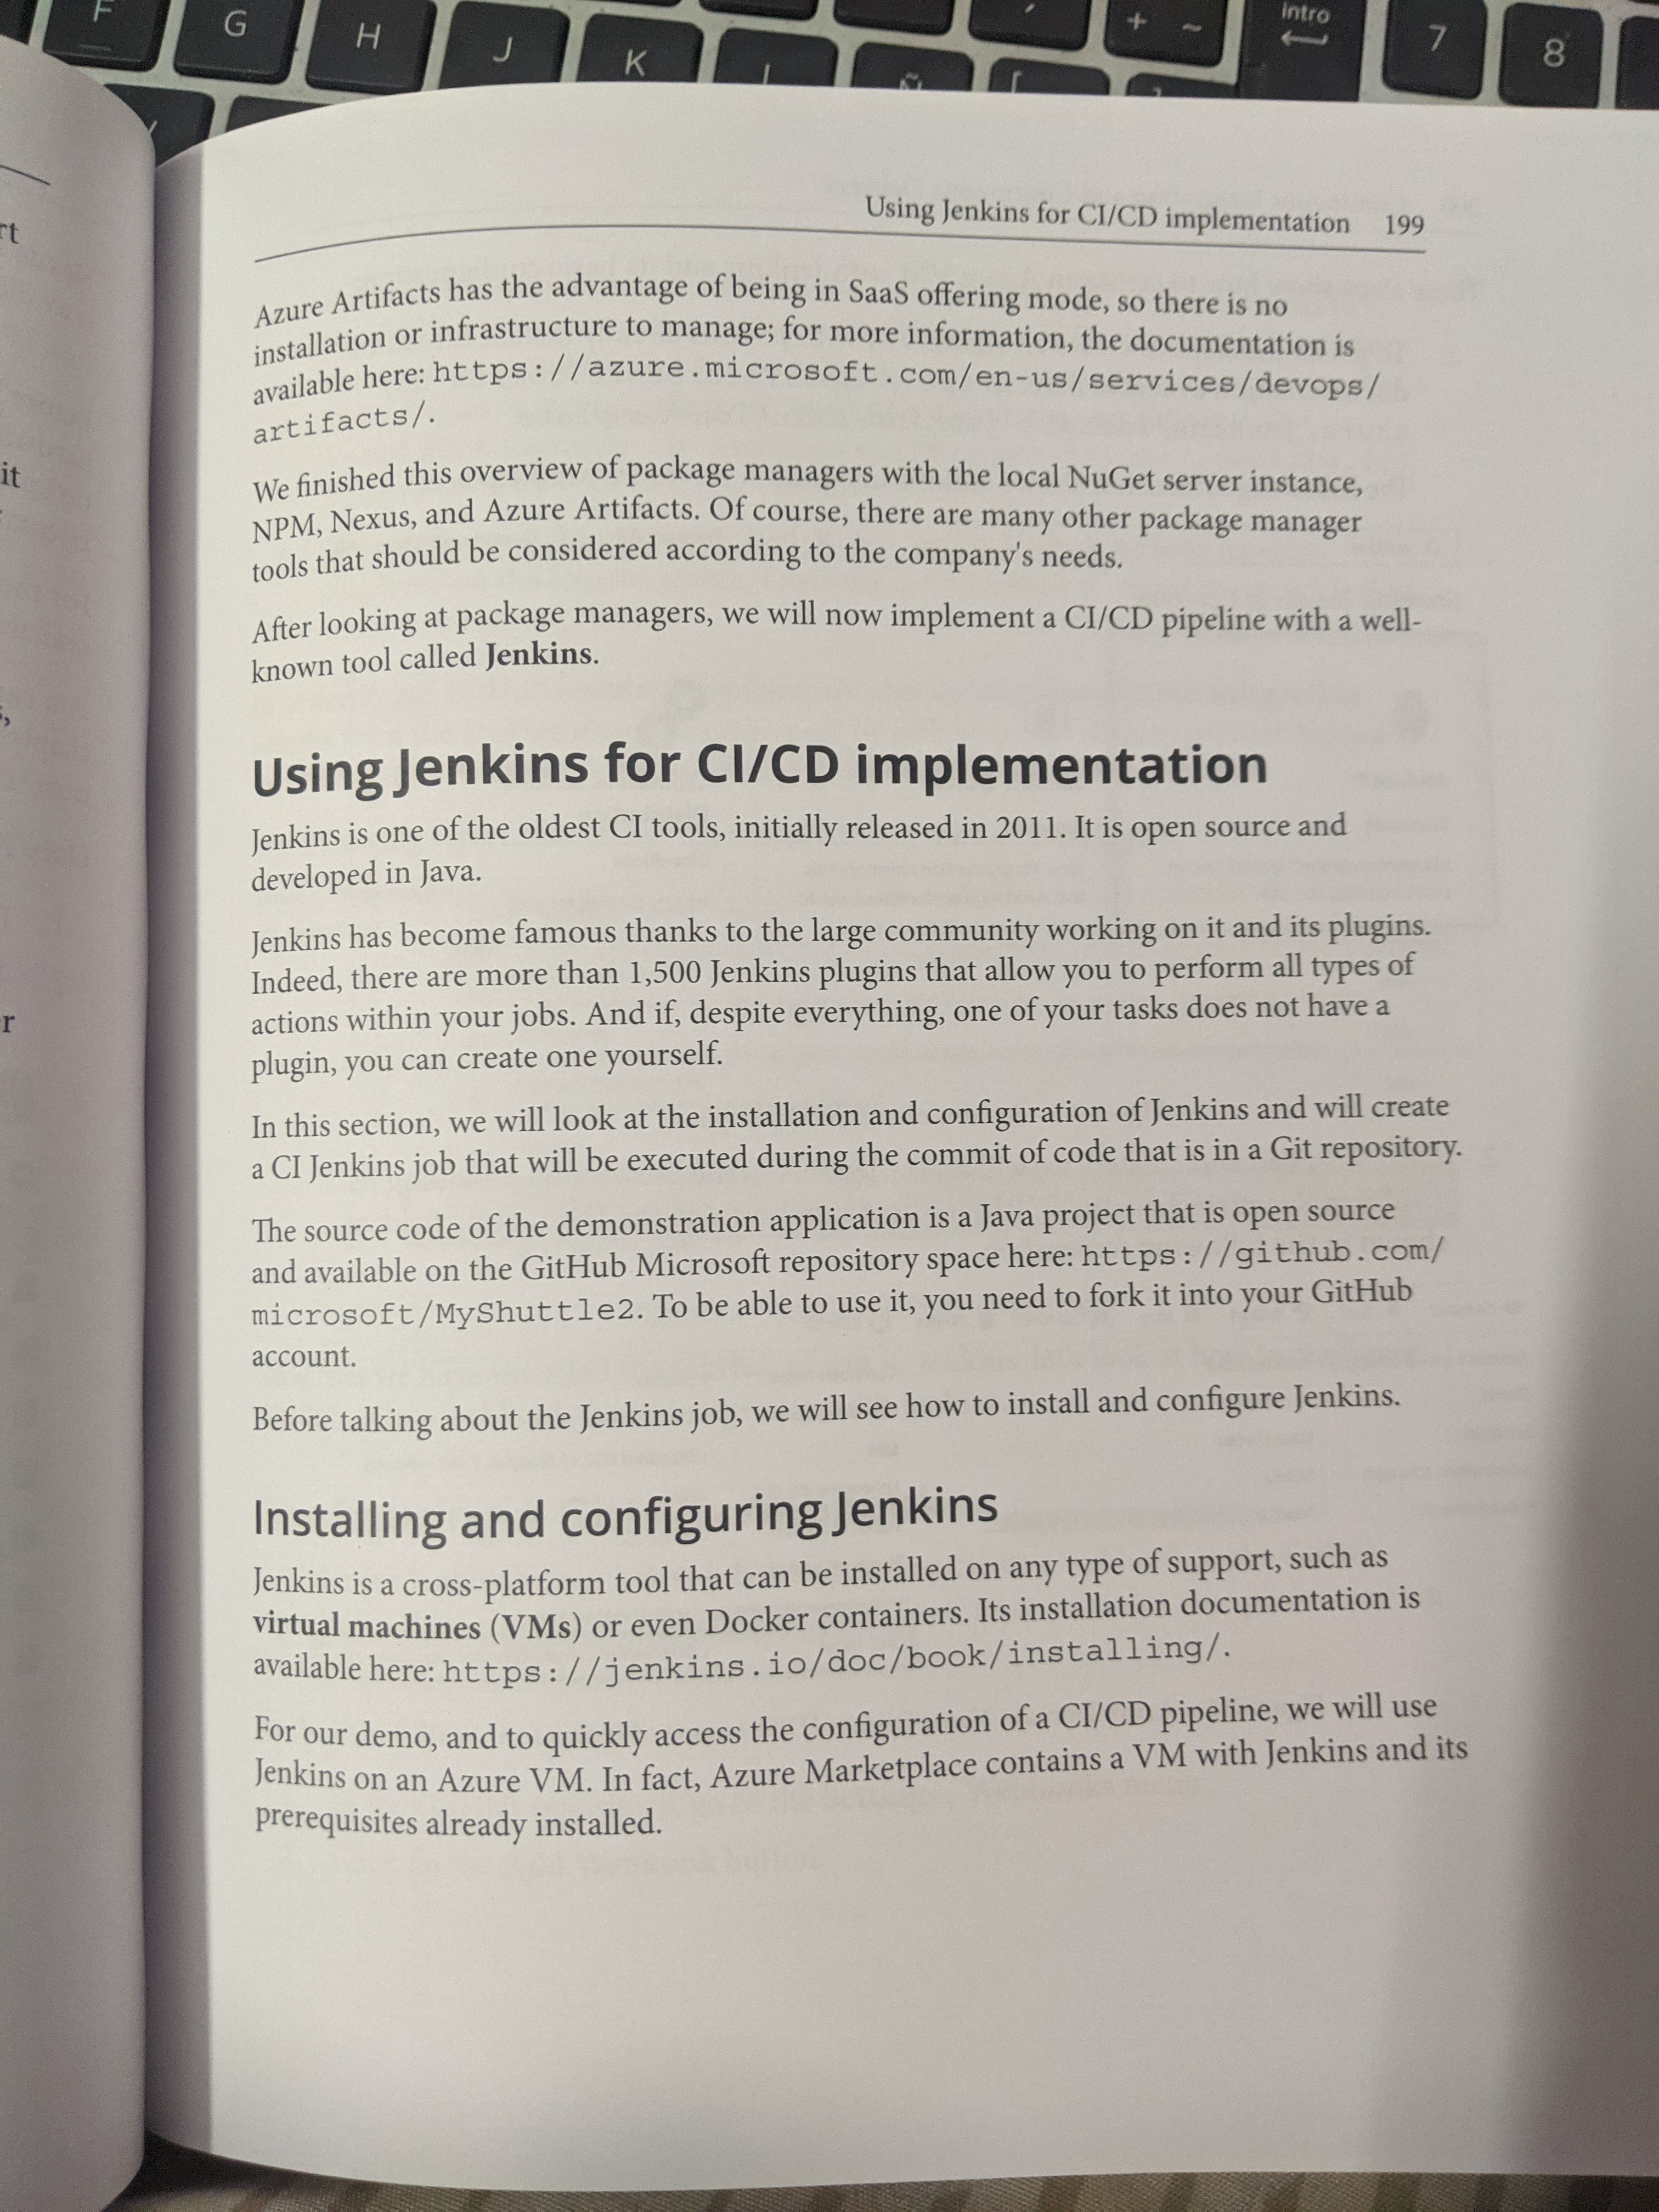 F
G
H
J
K
L
Ñ
[
+ ~
intro
7
8
rt
it
s,
r
Using Jenkins for CI/CD implementation 199
Azure Artifacts has the advantage of being in SaaS offering mode, so there is no
installation or infrastructure to manage; for more information, the documentation is
available here: https://azure.microsoft.com/en-us/services/devops/
artifacts/.
We finished this overview of package managers with the local NuGet server instance,
NPM, Nexus, and Azure Artifacts. Of course, there are many other package manager
tools that should be considered according to the company's needs.
After looking at package managers, we will now implement a CI/CD pipeline with a well-
known tool called Jenkins.
Using Jenkins for CI/CD implementation
Jenkins is one of the oldest CI tools, initially released in 2011. It is open source and
developed in Java.
Jenkins has become famous thanks to the large community working on it and its plugins.
Indeed, there are more than 1,500 Jenkins plugins that allow you to perform all types of
actions within your jobs. And if, despite everything, one of your tasks does not have a
plugin, you can create one yourself.
In this section, we will look at the installation and configuration of Jenkins and will create
a CI Jenkins job that will be executed during the commit of code that is in a Git repository.
The source code of the demonstration application is a Java project that is open source
and available on the GitHub Microsoft repository space here: https://github.com/
microsoft/MyShuttle2. To be able to use it, you need to fork it into your GitHub
account.
Before talking about the Jenkins job, we will see how to install and configure Jenkins.
Installing and configuring Jenkins
Jenkins is a cross-platform tool that can be installed on any type of support, such as
virtual machines (VMs) or even Docker containers. Its installation documentation is
available here: https://jenkins.io/doc/book/installing/.
For our demo, and to quickly access the configuration of a CI/CD pipeline, we will use
Jenkins on an Azure VM. In fact, Azure Marketplace contains a VM with Jenkins and its
prerequisites already installed.